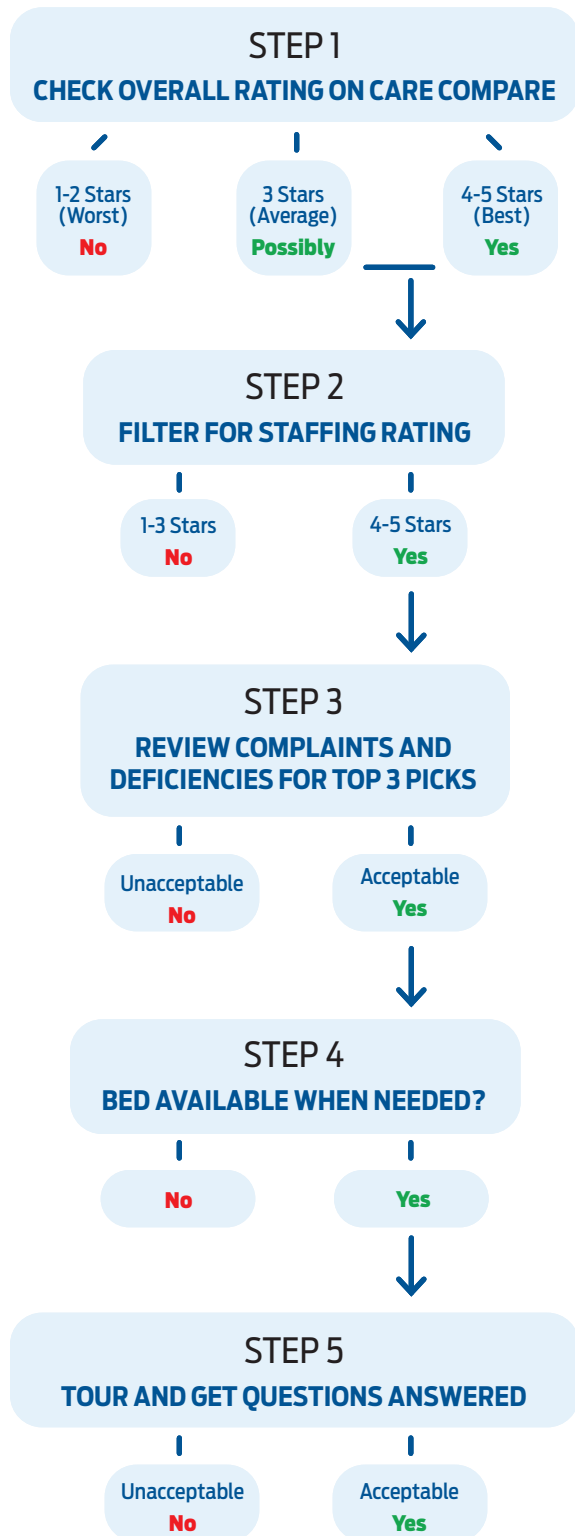 STEP 1
CHECK OVERALL RATING ON CARE COMPARE
1-2 Stars
(Worst)
No
3 Stars
(Average)
Possibly
4-5 Stars
(Best)
Yes
STEP 2
FILTER FOR STAFFING RATING
1-3 Stars
No
4-5 Stars
Yes
STEP 3
REVIEW COMPLAINTS AND
DEFICIENCIES FOR TOP 3 PICKS
Unacceptable
No
Acceptable
Yes
STEP 4
BED AVAILABLE WHEN NEEDED?
No
Yes
STEP 5
TOUR AND GET QUESTIONS ANSWERED
Unacceptable
No
Acceptable
Yes